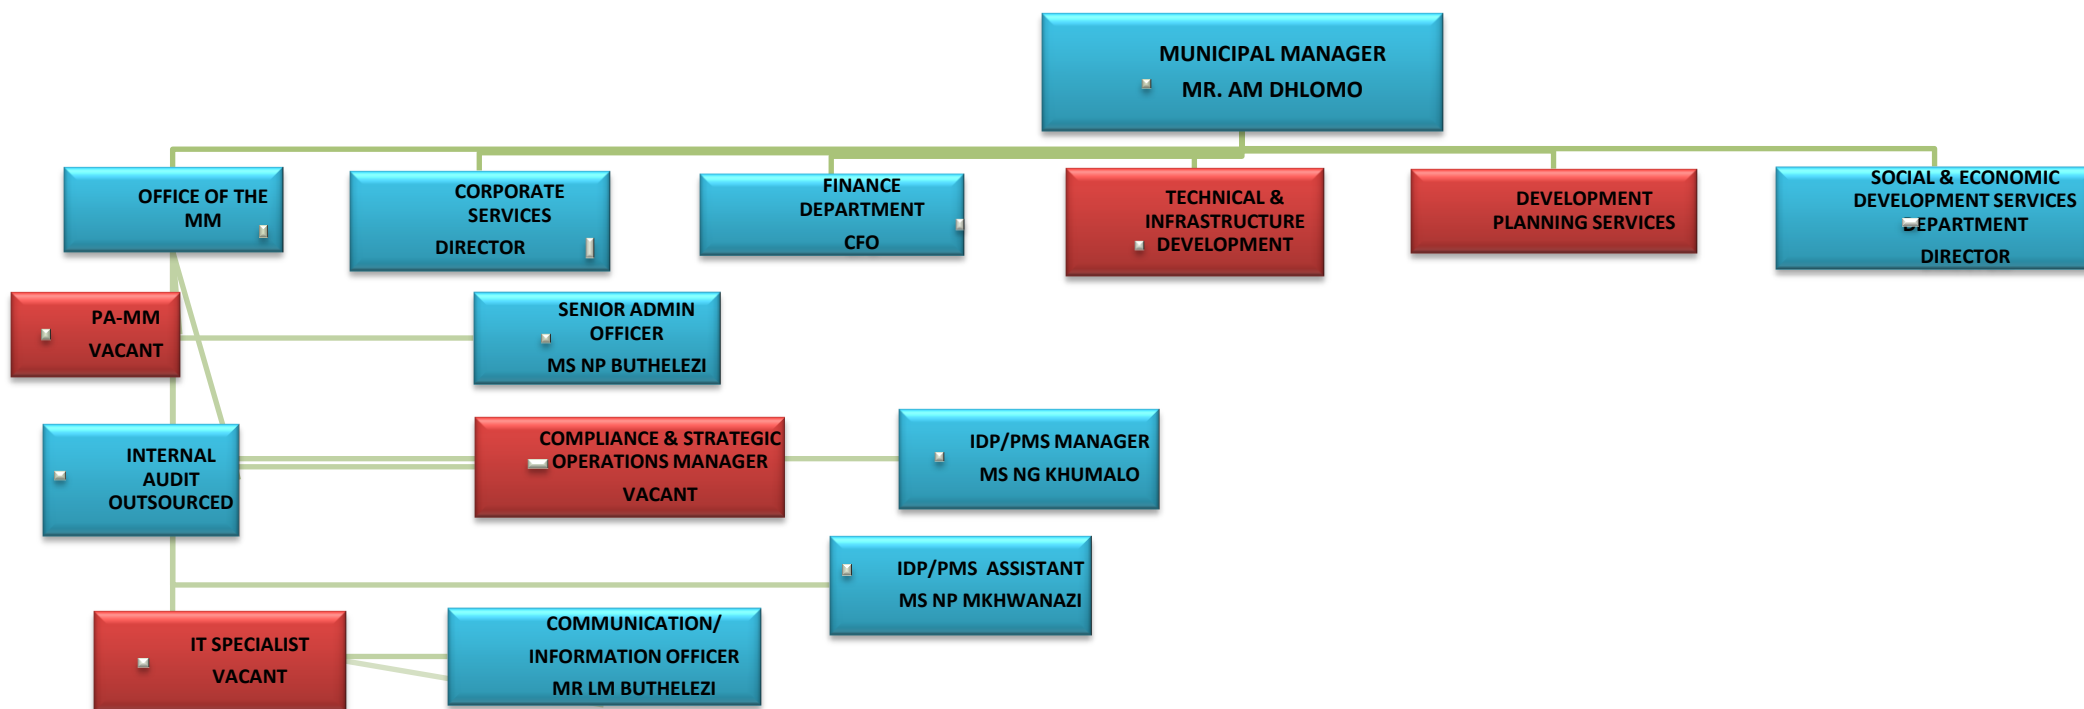 MUNICIPAL MANAGER
MR. AM DHLOMO
OFFICE OF THE
MM
CORPORATE
SERVICES
DIRECTOR
FINANCE
DEPARTMENT
CFO
TECHNICAL &
INFRASTRUCTURE
DEVELOPMENT
DEVELOPMENT
PLANNING SERVICES
SOCIAL & ECONOMIC
DEVELOPMENT SERVICES
DEPARTMENT
DIRECTOR
PA-MM
VACANT
SENIOR ADMIN
OFFICER
MS NP BUTHELEZI
INTERNAL
AUDIT
OUTSOURCED
COMPLIANCE & STRATEGIC
OPERATIONS MANAGER
VACANT
IDP/PMS MANAGER
MS NG KHUMALO
IDP/PMS ASSISTANT
MS NP MKHWANAZI
IT SPECIALIST
VACANT
COMMUNICATION/
INFORMATION OFFICER
MR LM BUTHELEZI